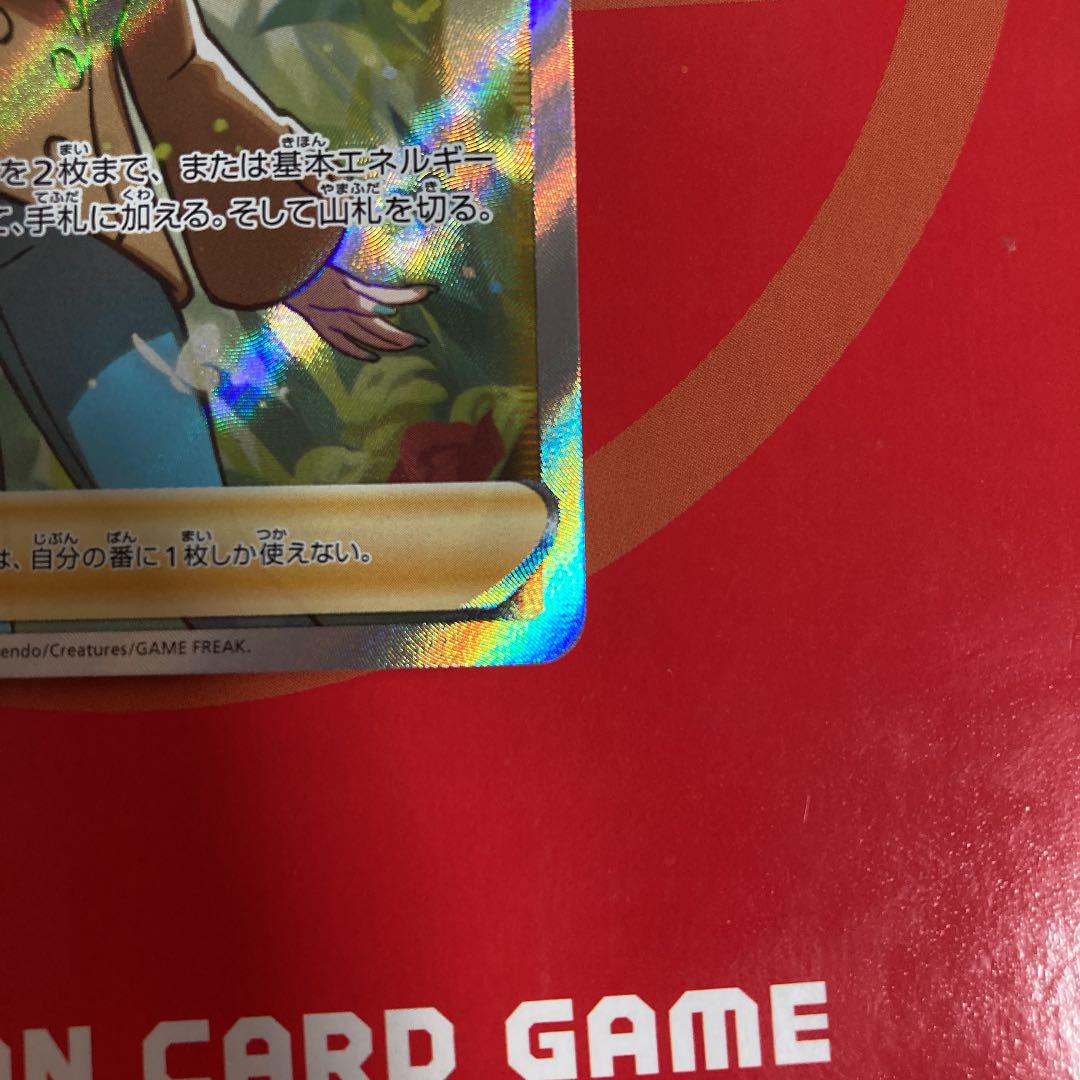 を2枚まで、または基本エネルギー
、手札に加える。そして山札を切る。
は、自分の番に1枚しか使えない。
endo/Creatures/GAME FREAK.
ON CARD GAME